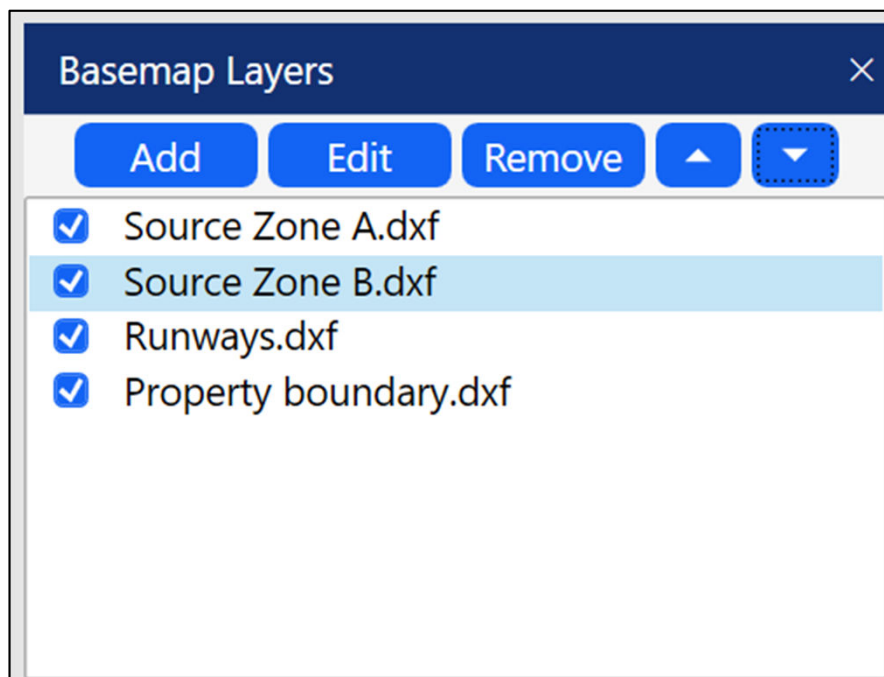 Basemap Layers
Add Edit Remove
Source Zone A.dxf
Source Zone B.dxf
Runways.dxf
Property boundary.dxf